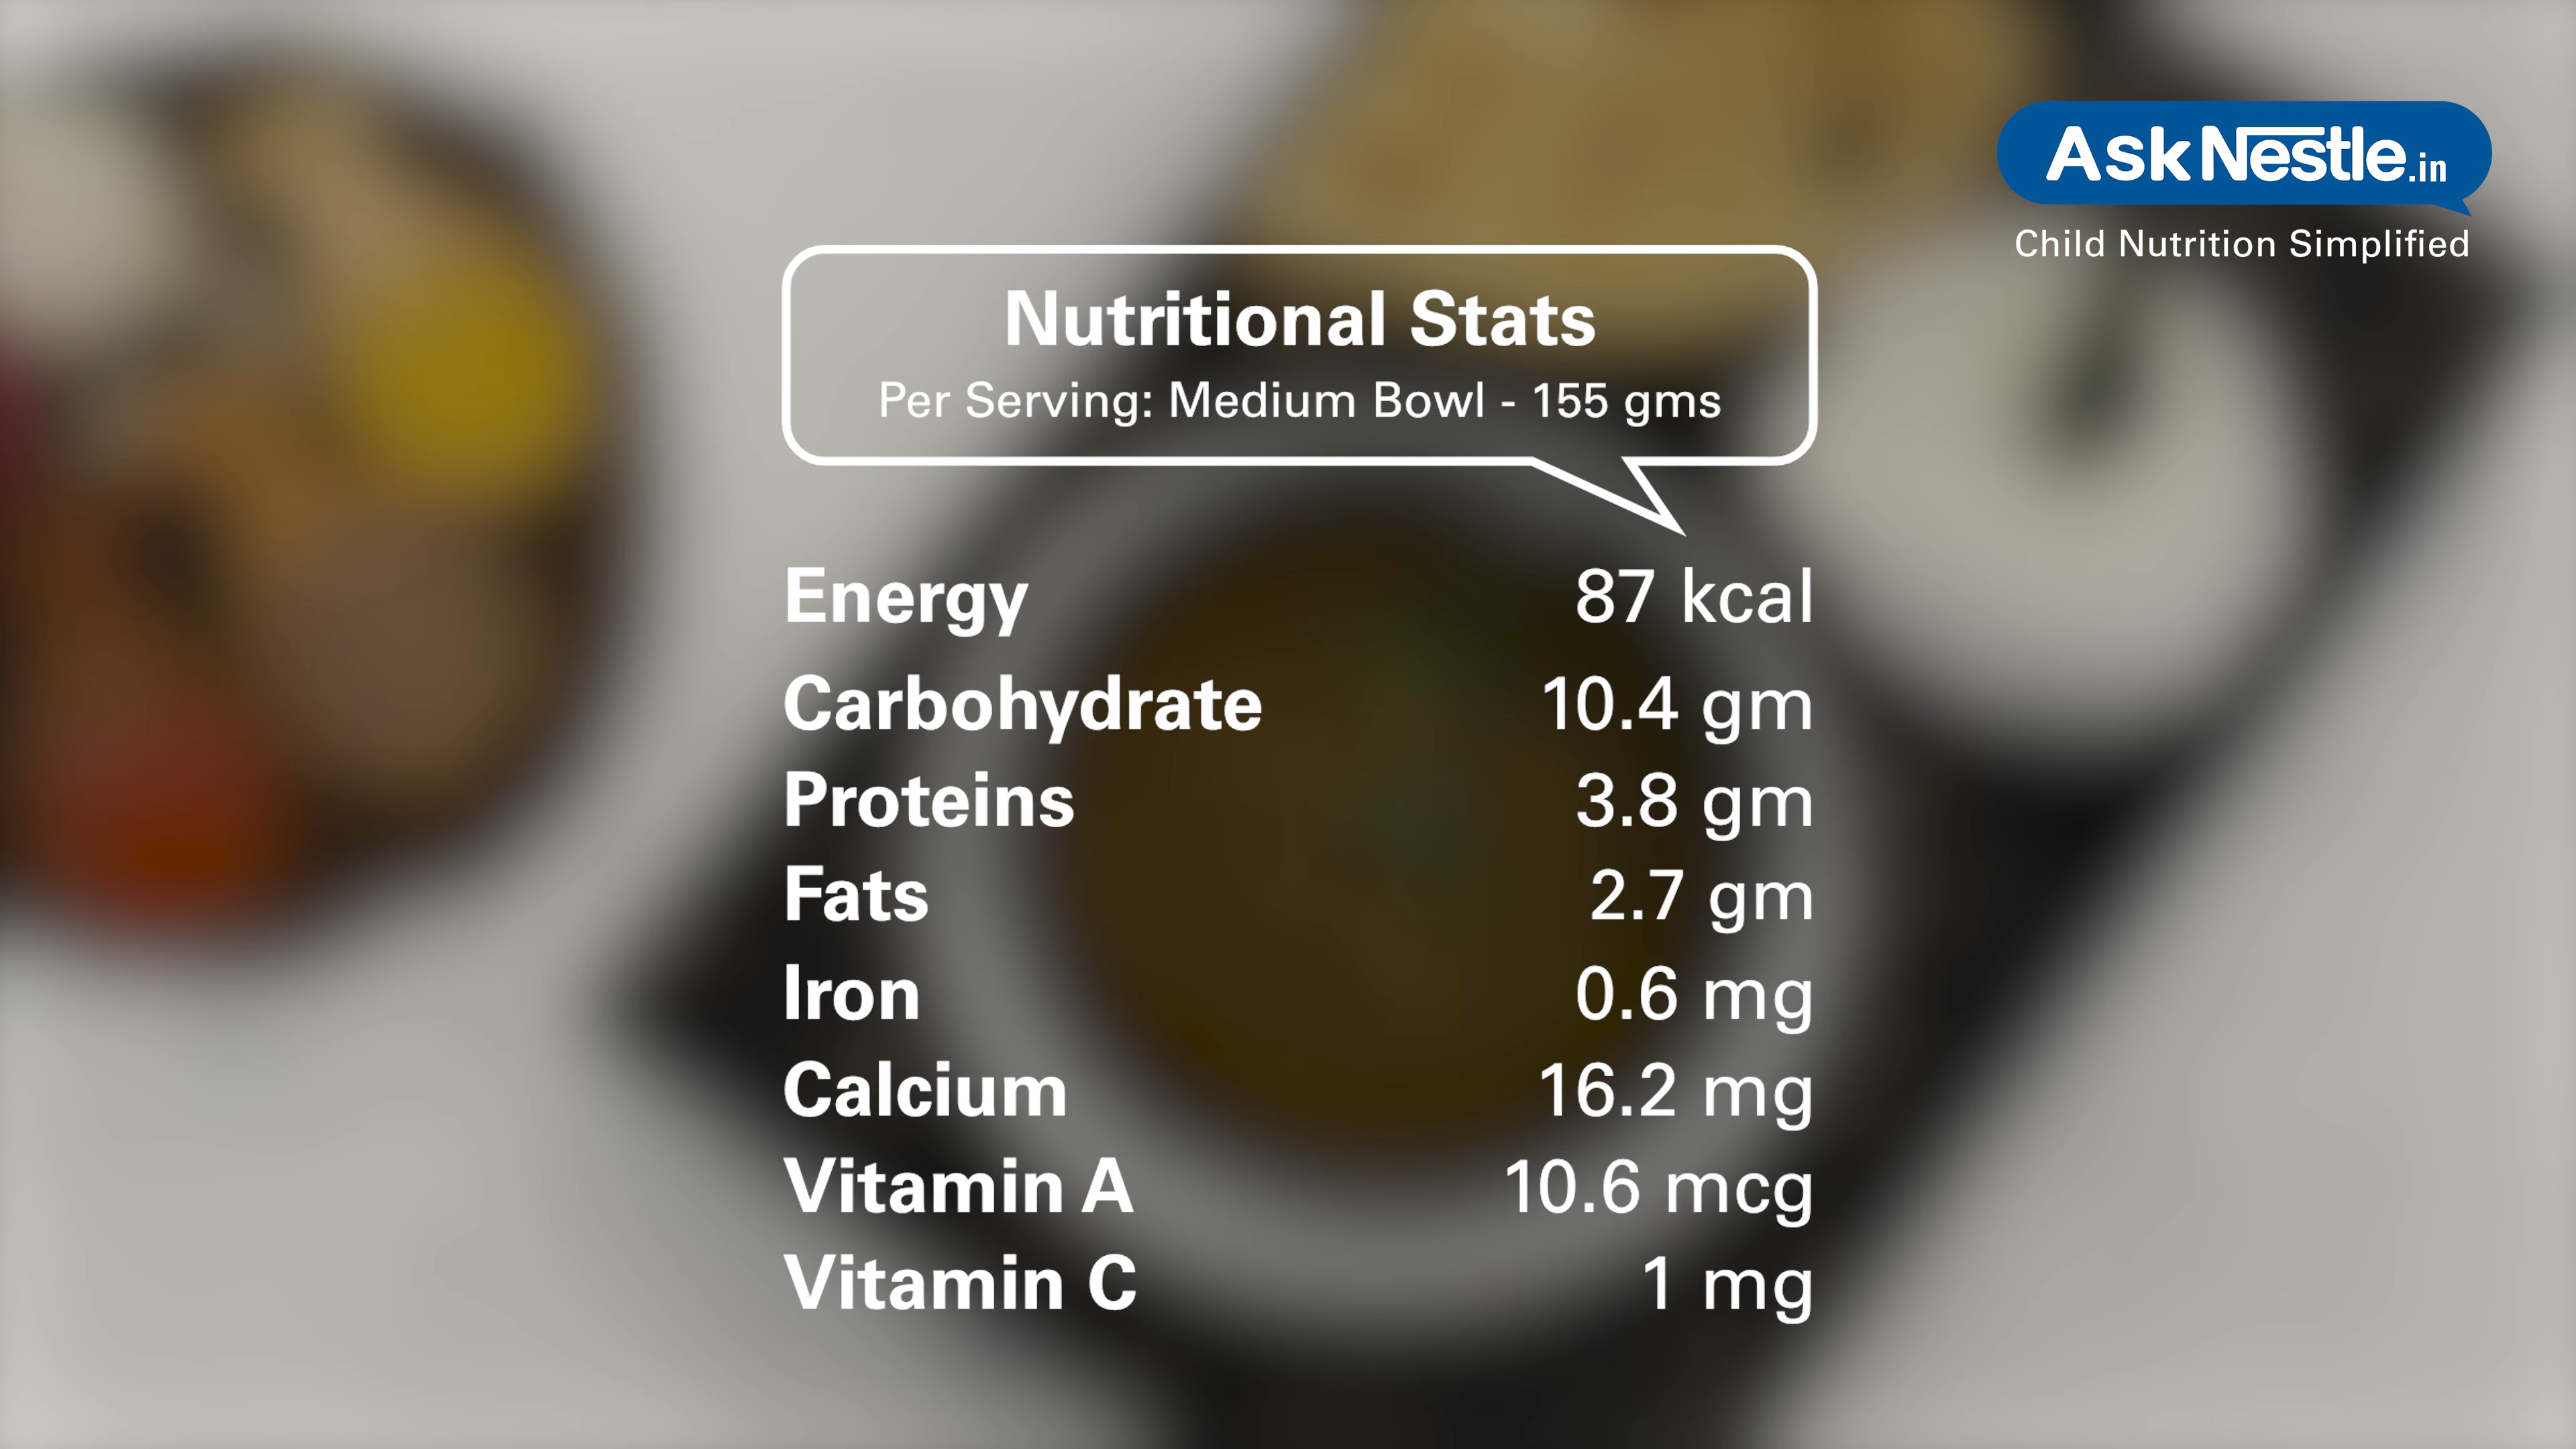 AskNestle.in
Child Nutrition Simplified
Nutritional Stats
Per Serving: Medium Bowl - 155 gms
Energy 87 kcal
Carbohydrate 10.4 gm
Proteins 3.8 gm
Fats 2.7 gm
Iron 0.6 mg
Calcium 16.2 mg
Vitamin A 10.6 mcg
Vitamin C 1 mg